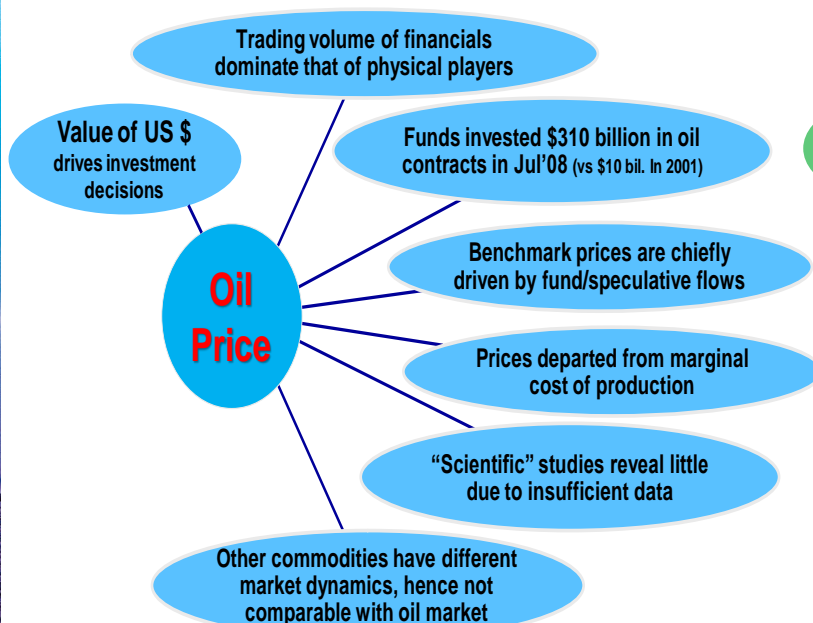 Trading volume of financials
dominate that of physical players
Value of US $
drives investment
decisions
Funds invested $310 billion in oil
contracts in Jul'08 (vs $10 bil. In 2001)
Benchmark prices are chiefly
driven by fund/speculative flows
Oil
Price
Prices departed from marginal
cost of production
“Scientific” studies reveal little
due to insufficient data
Other commodities have different
market dynamics, hence not
comparable with oil market